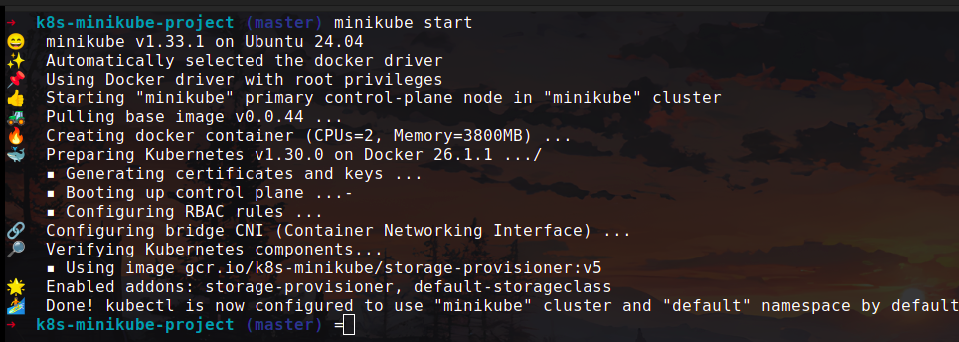 ➜ k8s-minikube-project (master) minikube start
😄 minikube v1.33.1 on Ubuntu 24.04
✨ Automatically selected the docker driver
📌 Using Docker driver with root privileges
👍 Starting "minikube" primary control-plane node in "minikube" cluster
🚜 Pulling base image v0.0.44 ...
🔥 Creating docker container (CPUs=2, Memory=3800MB) ...
🐳 Preparing Kubernetes v1.30.0 on Docker 26.1.1 .../
▪ Generating certificates and keys ...
▪ Booting up control plane ...-
▪ Configuring RBAC rules ...
🔗 Configuring bridge CNI (Container Networking Interface) ...
🔎 Verifying Kubernetes components...
▪ Using image gcr.io/k8s-minikube/storage-provisioner:v5
🌟 Enabled addons: storage-provisioner, default-storageclass
🏄 Done! kubectl is now configured to use "minikube" cluster and "default" namespace by default
➜ k8s-minikube-project (master) =